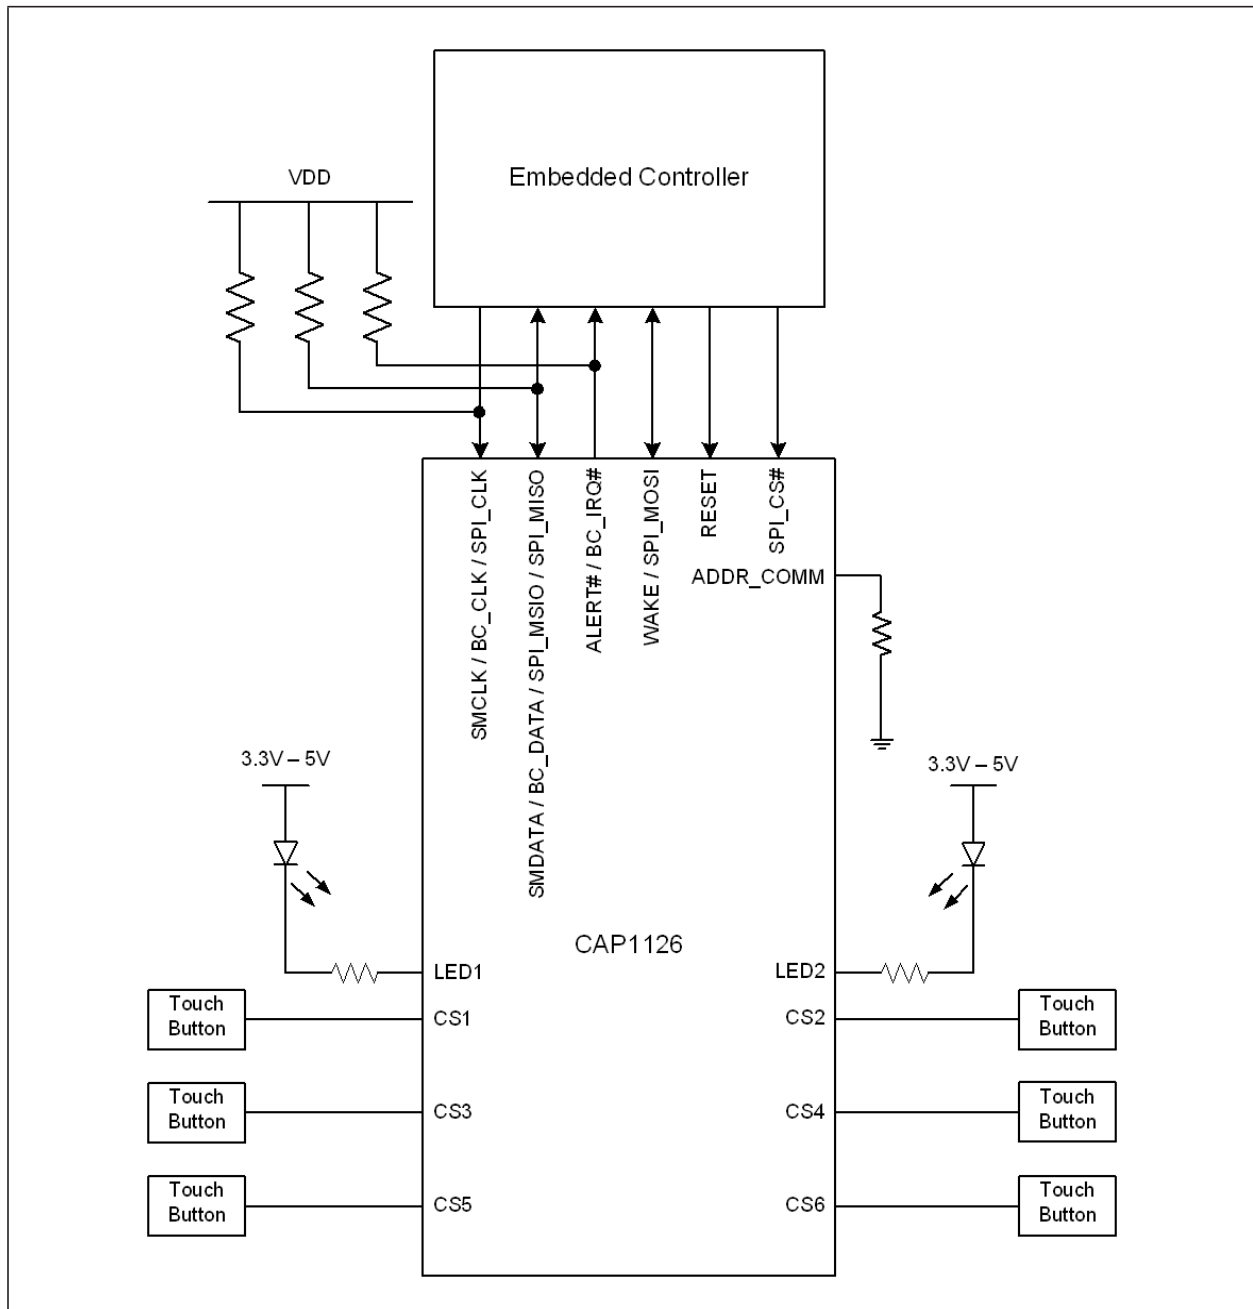 Embedded Controller
VDD
SMCLK / BC_CLK / SPI_CLK
SMDATA / BC_DATA / SPI_MSIO / SPI_MISO
ALERT# / BC_IRQ#
WAKE / SPI_MOSI
RESET
SPI_CS#
ADDR_COMM
3.3V – 5V
3.3V – 5V
CAP1126
LED1
LED2
Touch
Button
CS1
CS2
Touch
Button
Touch
Button
CS3
CS4
Touch
Button
Touch
Button
CS5
CS6
Touch
Button